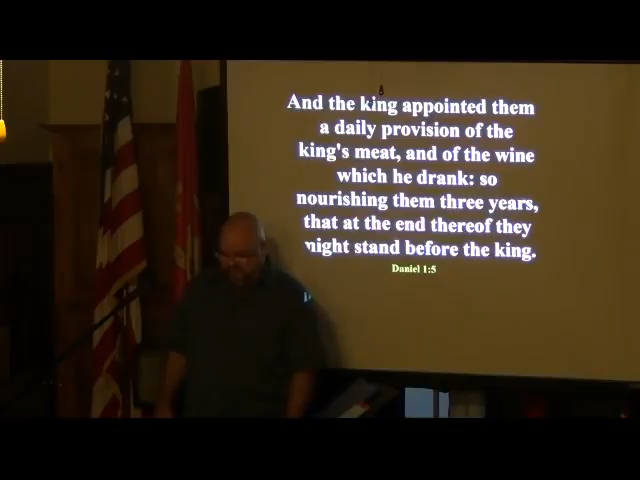 And the king appointed them
a daily provision of the
king's meat, and of the wine
which he drank: so
nourishing them three years,
that at the end thereof they
might stand before the king.
Daniel 1:5